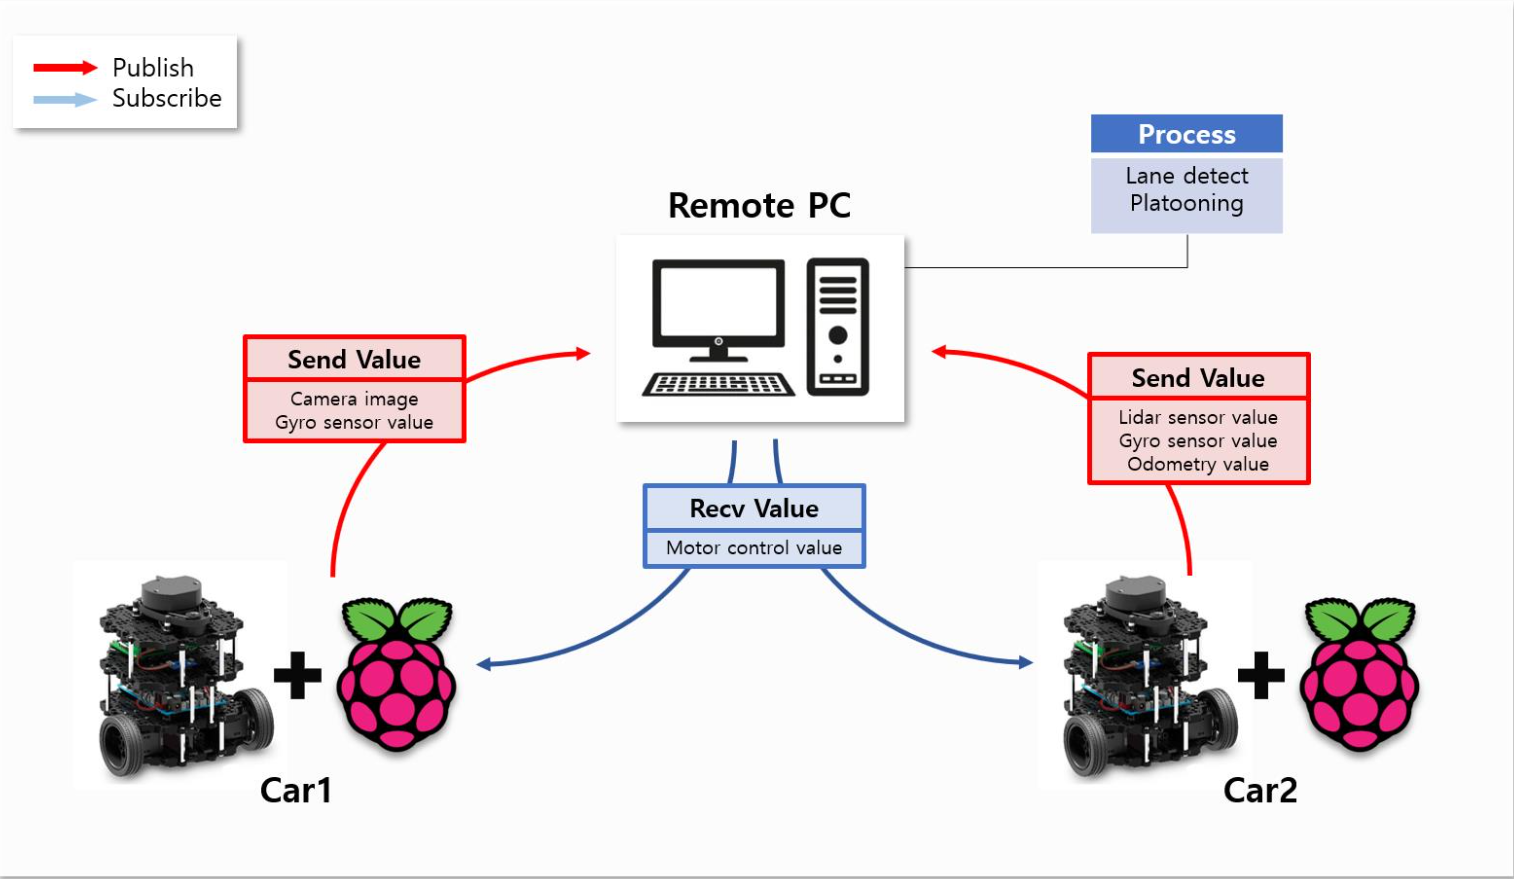 Publish
Subscribe
Process
Lane detect
Platooning
Remote PC
Send Value
Camera image
Gyro sensor value
Send Value
Lidar sensor value
Gyro sensor value
Odometry value
Recv Value
Motor control value
Car1
Car2